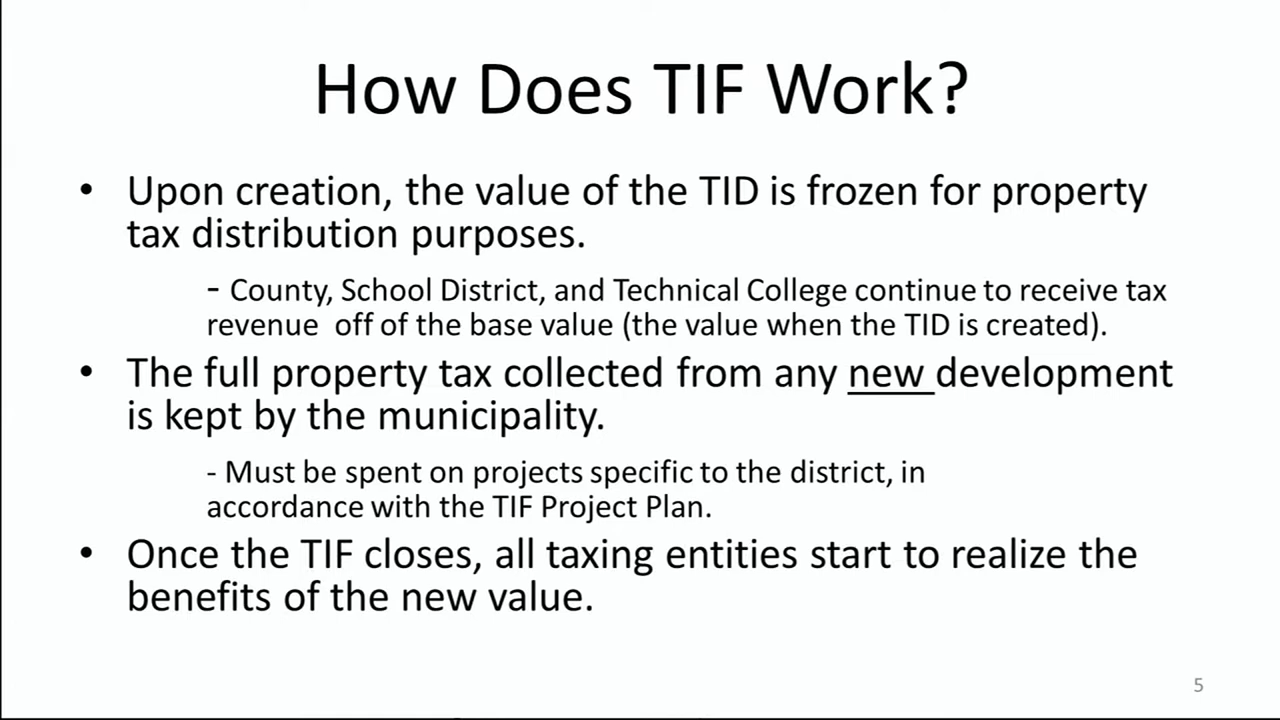 How Does TIF Work?
• Upon creation, the value of the TID is frozen for property
tax distribution purposes.
- County, School District, and Technical College continue to receive tax
revenue  off of the base value (the value when the TID is created).
• The full property tax collected from any new development
is kept by the municipality.
- Must be spent on projects specific to the district, in
accordance with the TIF Project Plan.
• Once the TIF closes, all taxing entities start to realize the
benefits of the new value.
5